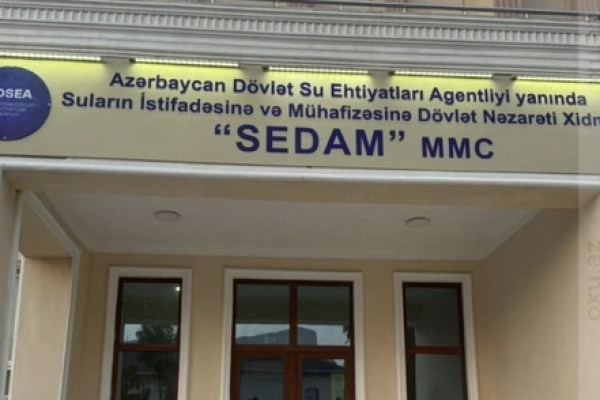 Azərbaycan Dövlət Su Ehtiyatları Agentliyi yanında
Suların İstifadəsinə və Mühafizəsinə Dövlət Nəzarəti Xidm
“SEDAM” MMC